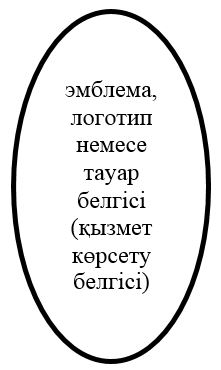 эмблема,
логотип
немесе
тауар
белгісі
(қызмет
көрсету
белгісі)